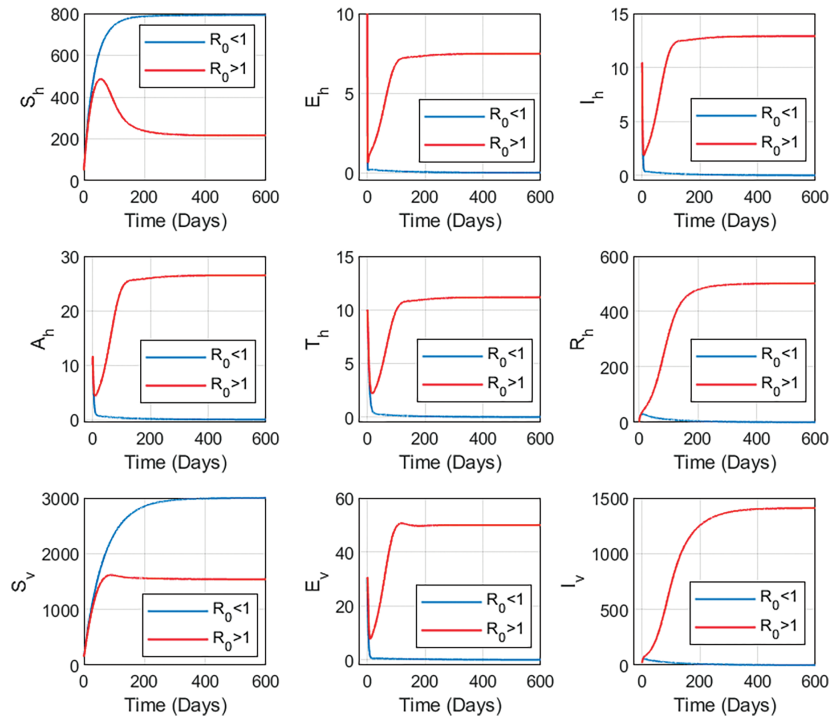 800
600
400
200
0
S_h
R_0<1
R_0>1
0 200 400 600
Time (Days)
10
5
0
E_h
R_0<1
R_0>1
0 200 400 600
Time (Days)
15
10
5
0
I_h
R_0<1
R_0>1
0 200 400 600
Time (Days)
30
20
10
0
A_h
R_0<1
R_0>1
0 200 400 600
Time (Days)
15
10
5
0
T_h
R_0<1
R_0>1
0 200 400 600
Time (Days)
600
400
200
0
R_h
R_0<1
R_0>1
0 200 400 600
Time (Days)
3000
2000
1000
0
S_v
R_0<1
R_0>1
0 200 400 600
Time (Days)
60
40
20
0
E_v
R_0<1
R_0>1
0 200 400 600
Time (Days)
1500
1000
500
0
I_v
R_0<1
R_0>1
0 200 400 600
Time (Days)